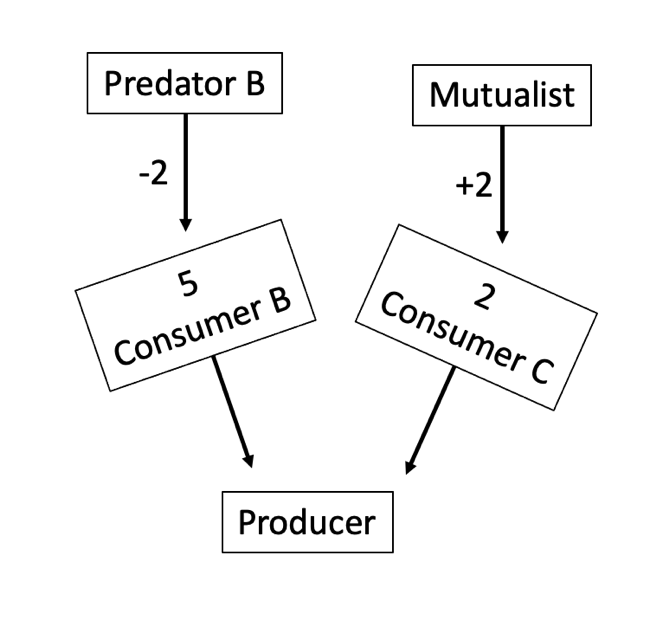 Predator B
Mutualist
-2
+2
5
Consumer B
2
Consumer C
Producer